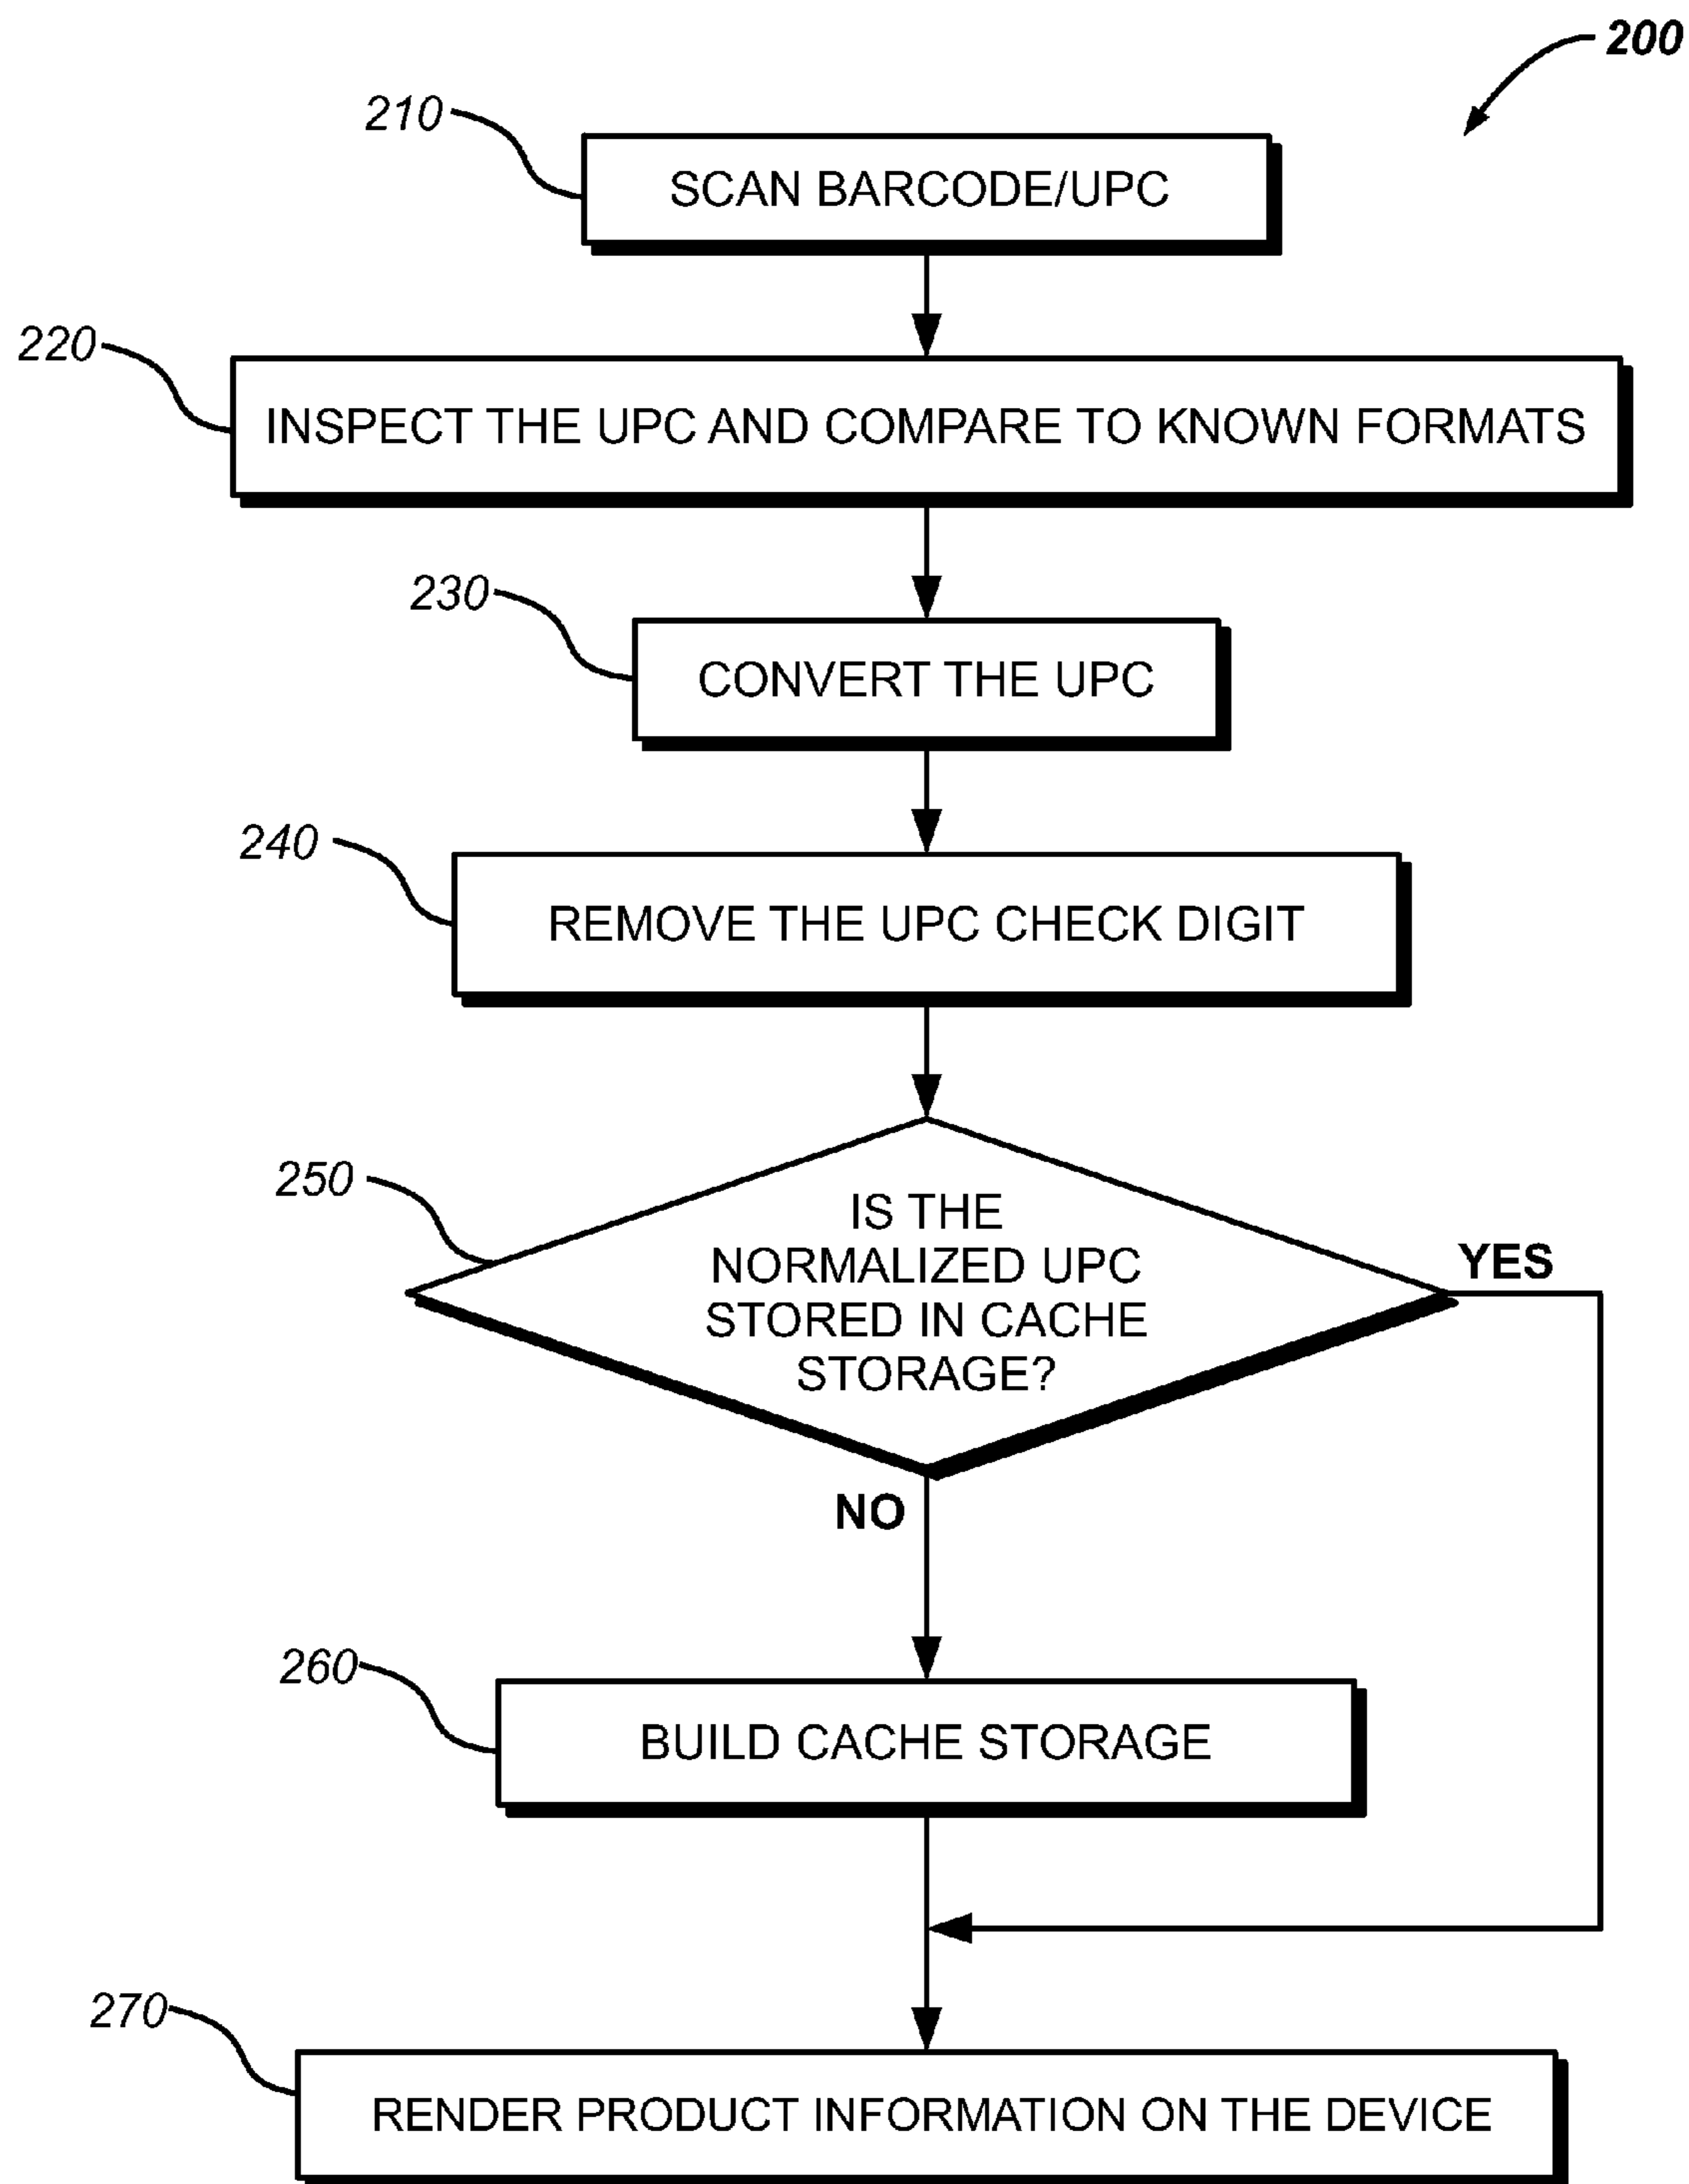 200
210
SCAN BARCODE/UPC
220
INSPECT THE UPC AND COMPARE TO KNOWN FORMATS
230
CONVERT THE UPC
240
REMOVE THE UPC CHECK DIGIT
250
IS THE
NORMALIZED UPC
STORED IN CACHE
STORAGE?
YES
NO
260
BUILD CACHE STORAGE
270
RENDER PRODUCT INFORMATION ON THE DEVICE